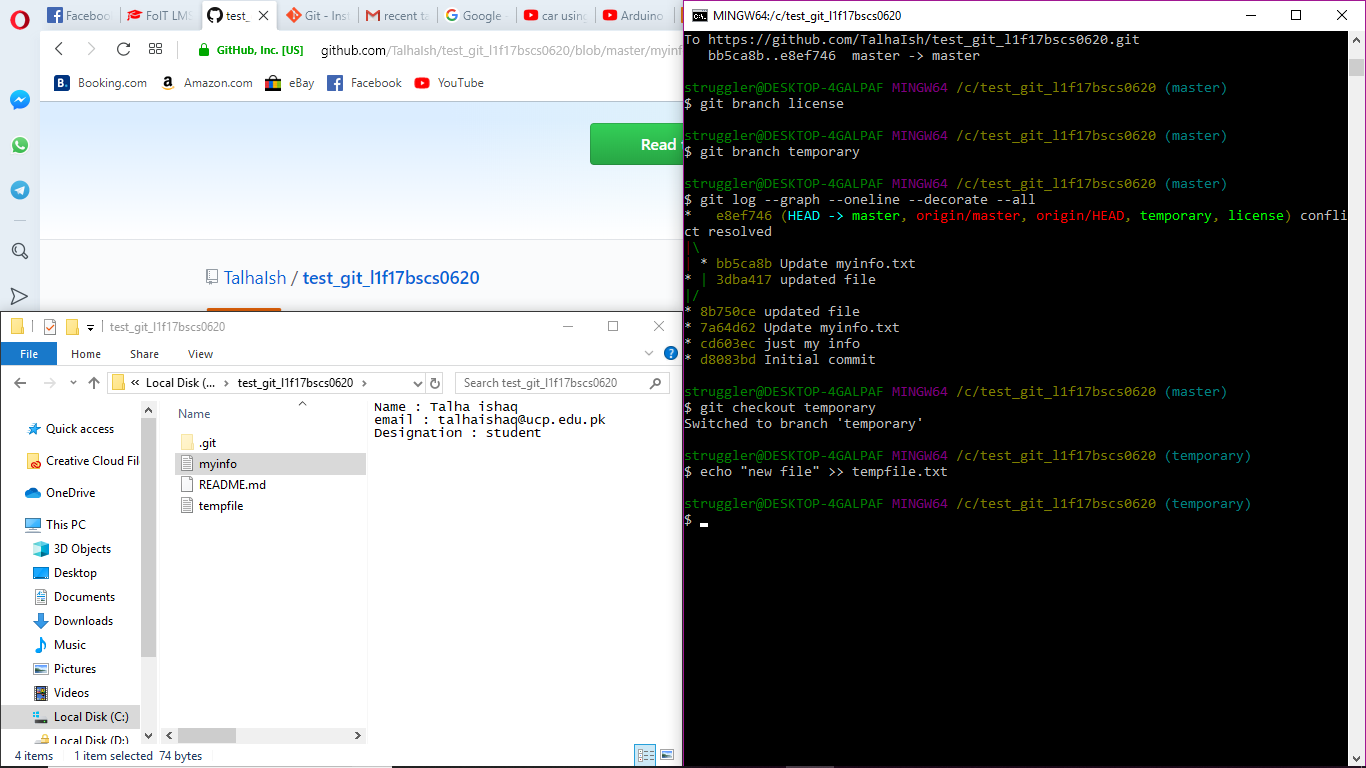 Faceboo
FoIT LMS
test_
Git - Inst
recent ta
Google -
car using
Arduino
GitHub, Inc. [US]
github.com/TalhaIsh/test_git_l1f17bscs0620/blob/master/myinf
Booking.com
Amazon.com
eBay
Facebook
YouTube
Read
TalhaIsh / test_git_l1f17bscs0620
test_git_l1f17bscs0620
File
Home
Share
View
« Local Disk (... › test_git_l1f17bscs0620 ›
Search test_git_l1f17bscs0620
Quick access
Creative Cloud Fil
OneDrive
This PC
3D Objects
Desktop
Documents
Downloads
Music
Pictures
Videos
Local Disk (C:)
Local Disk (D:)
Name
.git
myinfo
README.md
tempfile
Name : Talha ishaq
email : talhaishaq@ucp.edu.pk
Designation : student
4 items
1 item selected 74 bytes
MINGW64:/c/test_git_l1f17bscs0620
To https://github.com/TalhaIsh/test_git_l1f17bscs0620.git
   bb5ca8b..e8ef746  master -> master
struggler@DESKTOP-4GALPAF MINGW64 /c/test_git_l1f17bscs0620 (master)
$ git branch license
struggler@DESKTOP-4GALPAF MINGW64 /c/test_git_l1f17bscs0620 (master)
$ git branch temporary
struggler@DESKTOP-4GALPAF MINGW64 /c/test_git_l1f17bscs0620 (master)
$ git log --graph --oneline --decorate --all
*   e8ef746 (HEAD -> master, origin/master, origin/HEAD, temporary, license) confli
ct resolved
|\
| * bb5ca8b Update myinfo.txt
* | 3dba417 updated file
|/
* 8b750ce updated file
* 7a64d62 Update myinfo.txt
* cd603ec just my info
* d8083bd Initial commit
struggler@DESKTOP-4GALPAF MINGW64 /c/test_git_l1f17bscs0620 (master)
$ git checkout temporary
Switched to branch 'temporary'
struggler@DESKTOP-4GALPAF MINGW64 /c/test_git_l1f17bscs0620 (temporary)
$ echo "new file" >> tempfile.txt
struggler@DESKTOP-4GALPAF MINGW64 /c/test_git_l1f17bscs0620 (temporary)
$